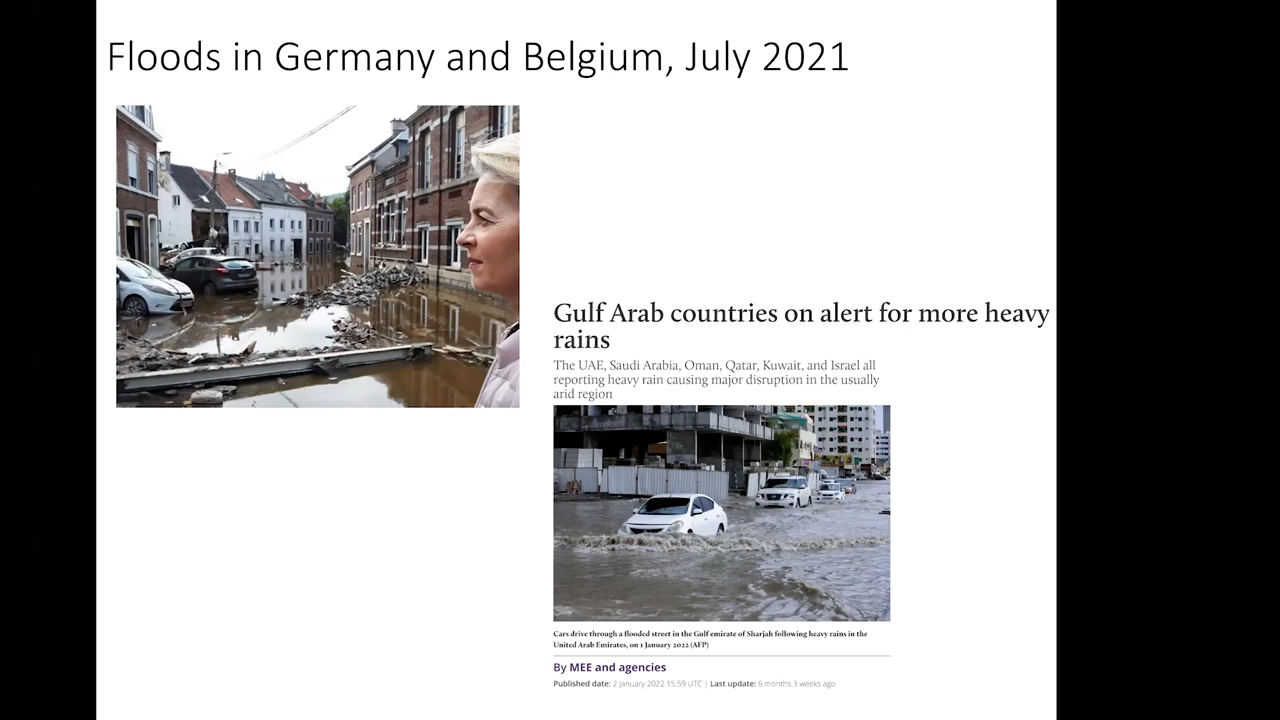 Floods in Germany and Belgium, July 2021
Gulf Arab countries on alert for more heavy
rains
The UAE, Saudi Arabia, Oman, Qatar, Kuwait, and Israel all
reporting heavy rain causing major disruption in the usually
arid region
Cars drive through a flooded street in the Gulf emirate of Sharjah following heavy rains in the
United Arab Emirates, on 1 January 2022 (AFP)
By MEE and agencies
Published date: 2 January 2022 15:59 UTC | Last update: 6 months 3 weeks ago